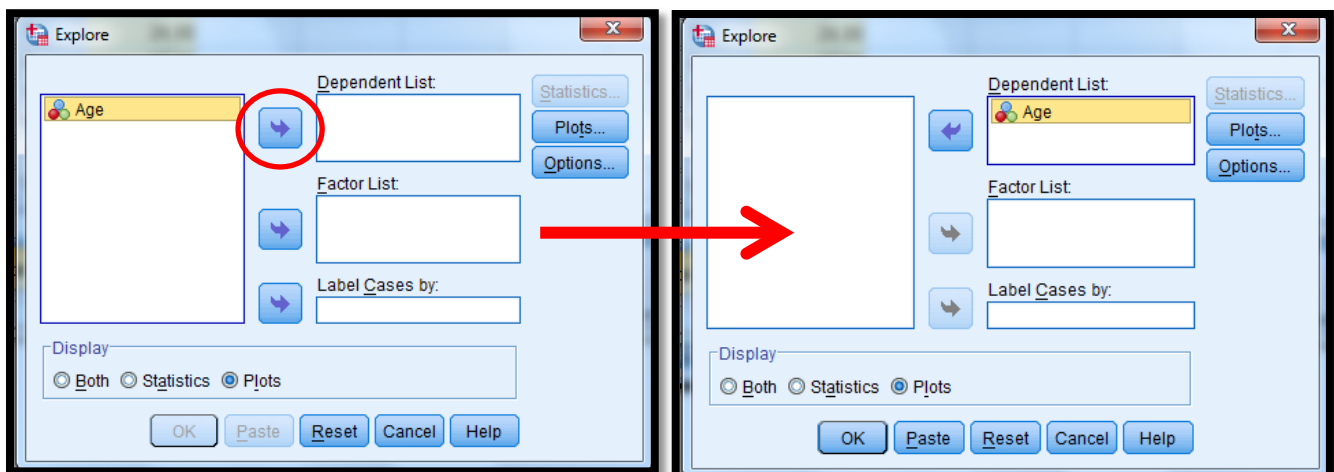 Explore
Dependent List:
Age
Statistics...
Plots...
Options...
Factor List:
Label Cases by:
Display
Both Statistics Plots
OK Paste Reset Cancel Help
Explore
Dependent List:
Age
Statistics...
Plots...
Options...
Factor List:
Label Cases by:
Display
Both Statistics Plots
OK Paste Reset Cancel Help